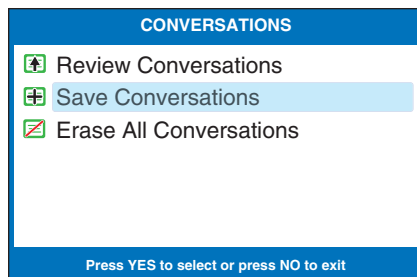 CONVERSATIONS
Review Conversations
Save Conversations
Erase All Conversations
Press YES to select or press NO to exit